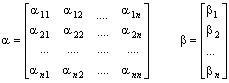 α = [ α11 α12 .... α1n ; α21 α22 .... α2n ; .... .... .... .... ; αn1 αn2 .... αnn ] β = [ β1 ; β2 ; ... ; βn ]